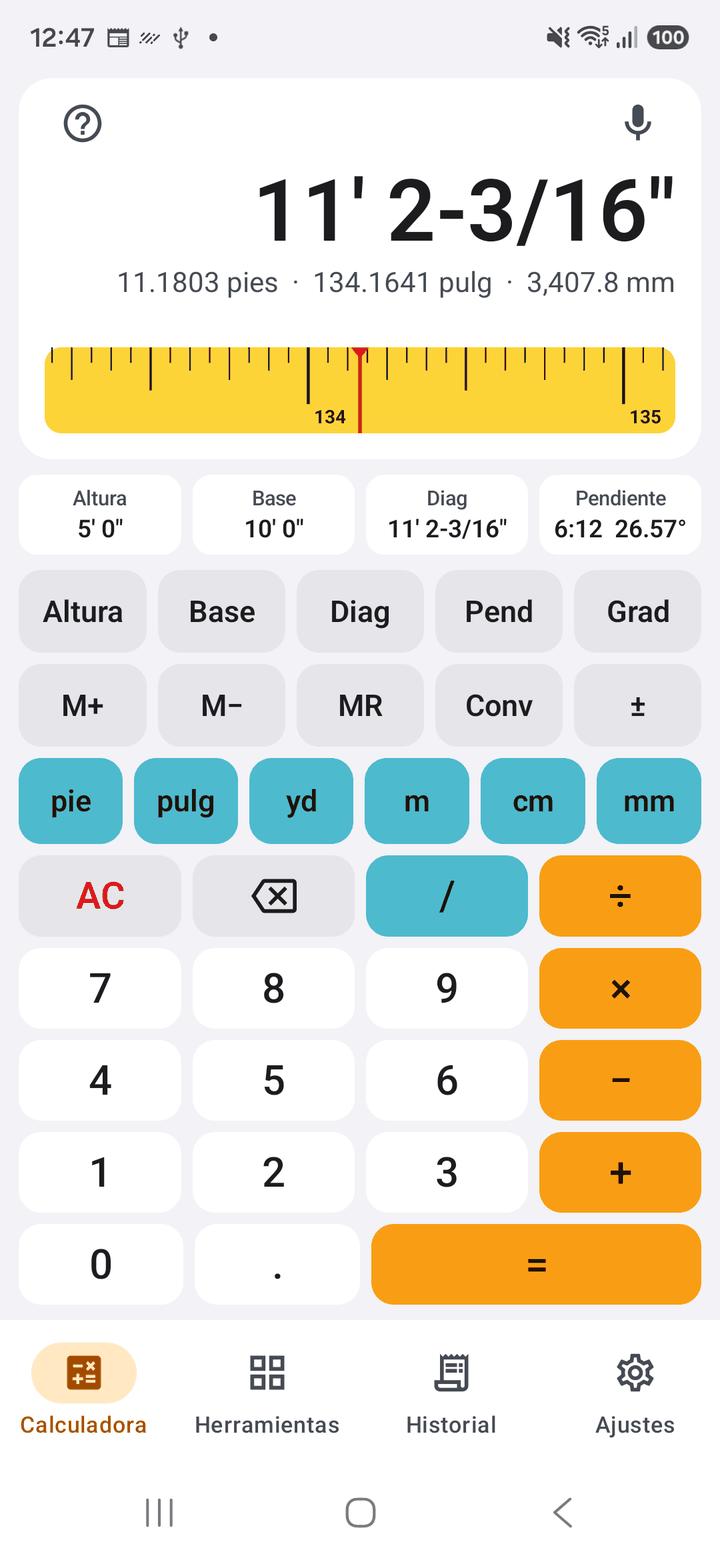 12:47 5 100
11' 2-3/16"
11.1803 pies · 134.1641 pulg · 3,407.8 mm
134 135
Altura Base Diag Pendiente
5' 0" 10' 0" 11' 2-3/16" 6:12 26.57°
Altura Base Diag Pend Grad
M+ M− MR Conv ±
pie pulg yd m cm mm
AC / ÷
7 8 9 ×
4 5 6 −
1 2 3 +
0 . =
Calculadora Herramientas Historial Ajustes